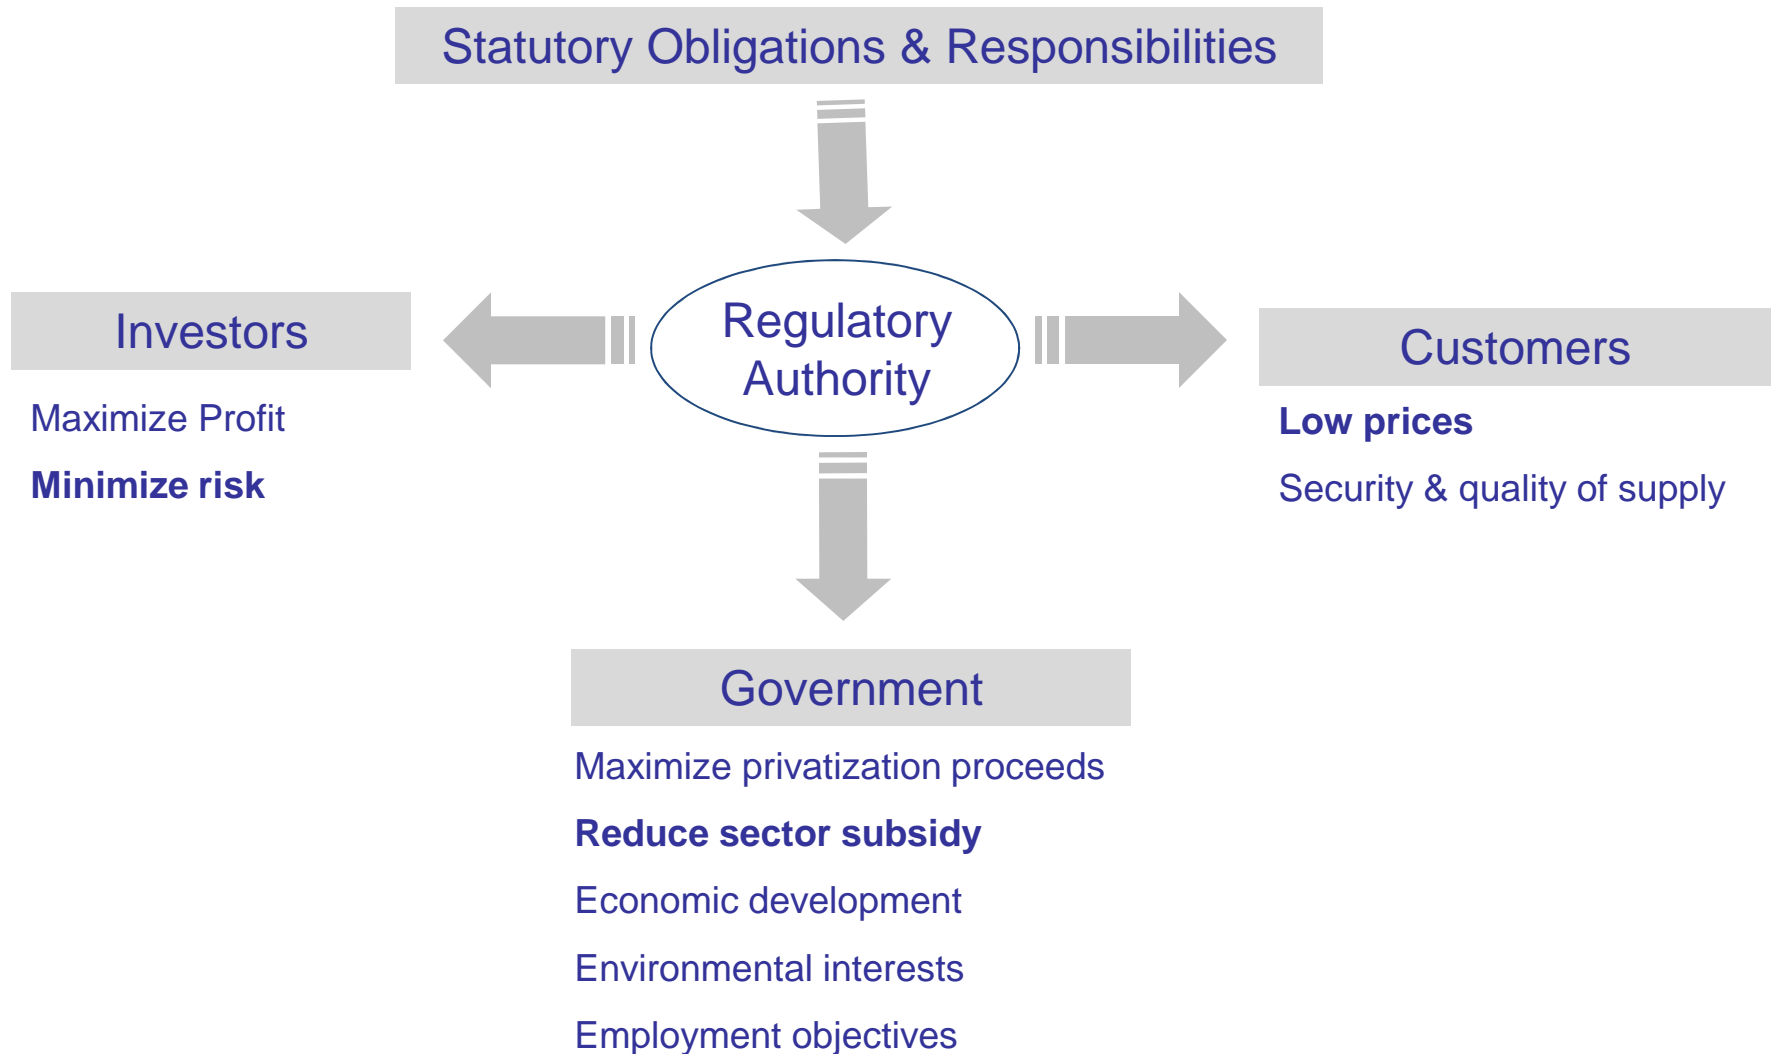 Statutory Obligations & Responsibilities
Regulatory
Authority
Investors
Maximize Profit
Minimize risk
Customers
Low prices
Security & quality of supply
Government
Maximize privatization proceeds
Reduce sector subsidy
Economic development
Environmental interests
Employment objectives